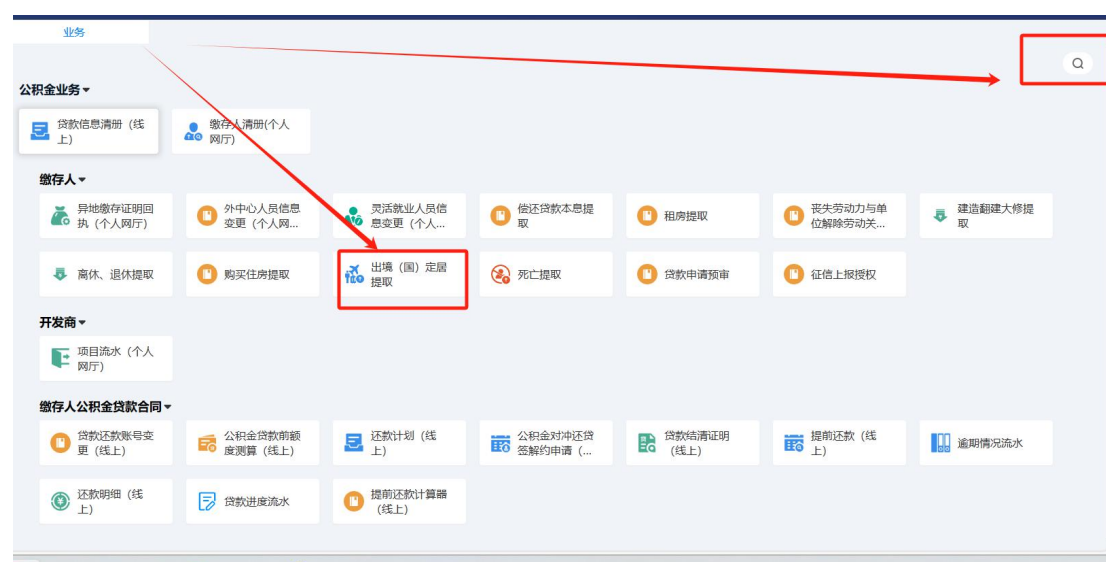 业务
公积金业务
贷款信息清册（线
上）
缴存人清册(个人
网厅)
缴存人
异地缴存证明回
执（个人网厅）
外中心人员信息
变更（个人网...
灵活就业人员信
息变更（个人...
偿还贷款本息提
取
租房提取
丧失劳动力与单
位解除劳动关...
建造翻建大修提
取
离休、退休提取
购买住房提取
出境（国）定居
提取
死亡提取
贷款申请预审
征信上报授权
开发商
项目流水（个人
网厅）
缴存人公积金贷款合同
贷款还款账号变
更（线上）
公积金贷款前额
度测算（线上）
还款计划（线
上）
公积金对冲还贷
签解约申请（...
贷款结清证明
（线上）
提前还款（线
上）
逾期情况流水
还款明细（线
上）
贷款进度流水
提前还款计算器
（线上）